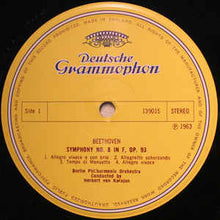 Deutsche
Grammophon
Side 1
139015
STEREO
℗ 1963
BEETHOVEN
SYMPHONY NO. 8 IN F, OP. 93
1. Allegro vivace e con brio 2. Allegretto scherzando
3. Tempo di Menuetto 4. Allegro vivace
Berlin Philharmonic Orchestra
Conducted by
Herbert von Karajan